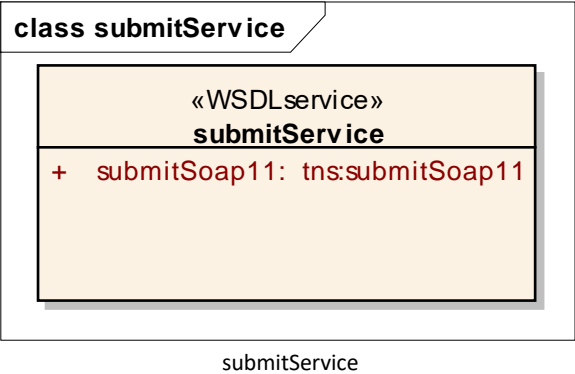 class submitService
«WSDLservice»
submitService
+ submitSoap11: tns:submitSoap11
submitService